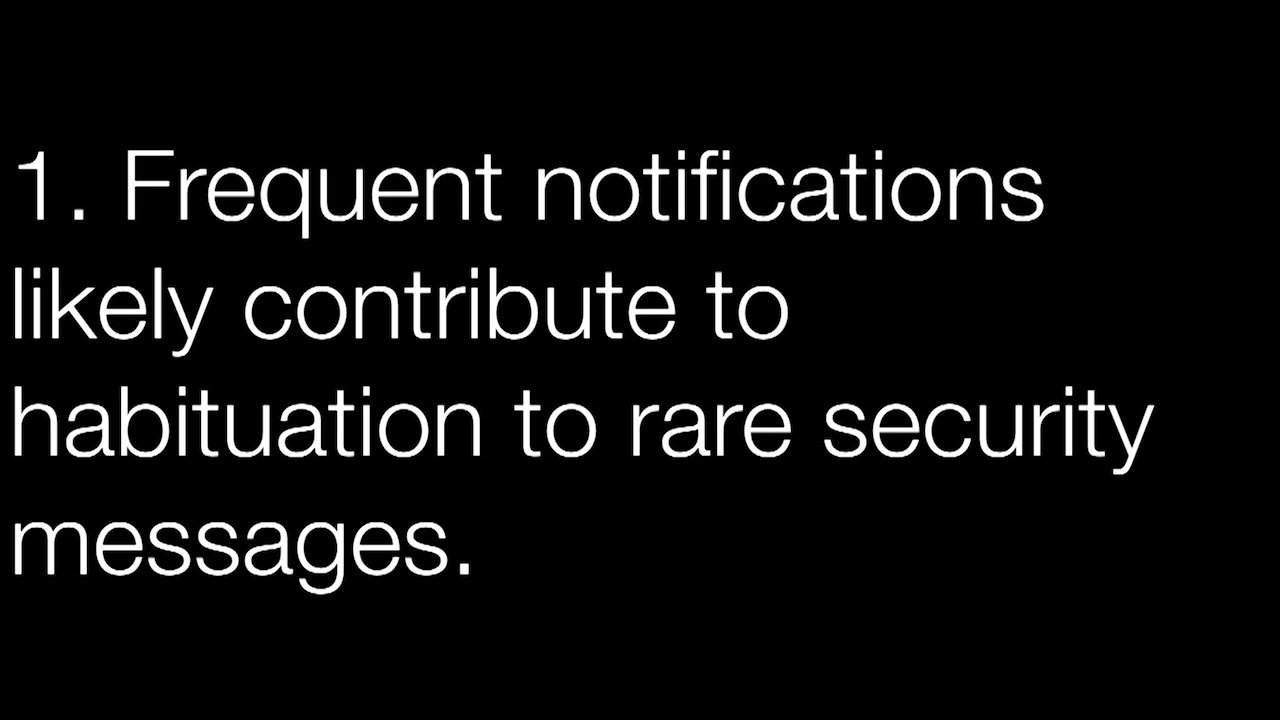 1. Frequent notifications
likely contribute to
habituation to rare security
messages.